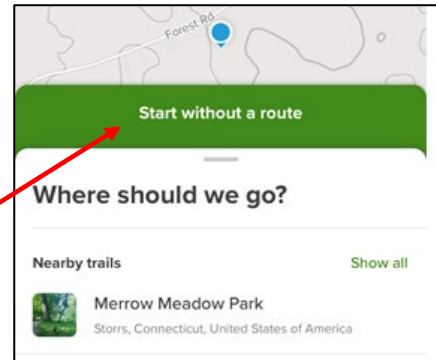 Forest Rd
Start without a route
Where should we go?
Nearby trails Show all
Merrow Meadow Park
Storrs, Connecticut, United States of America